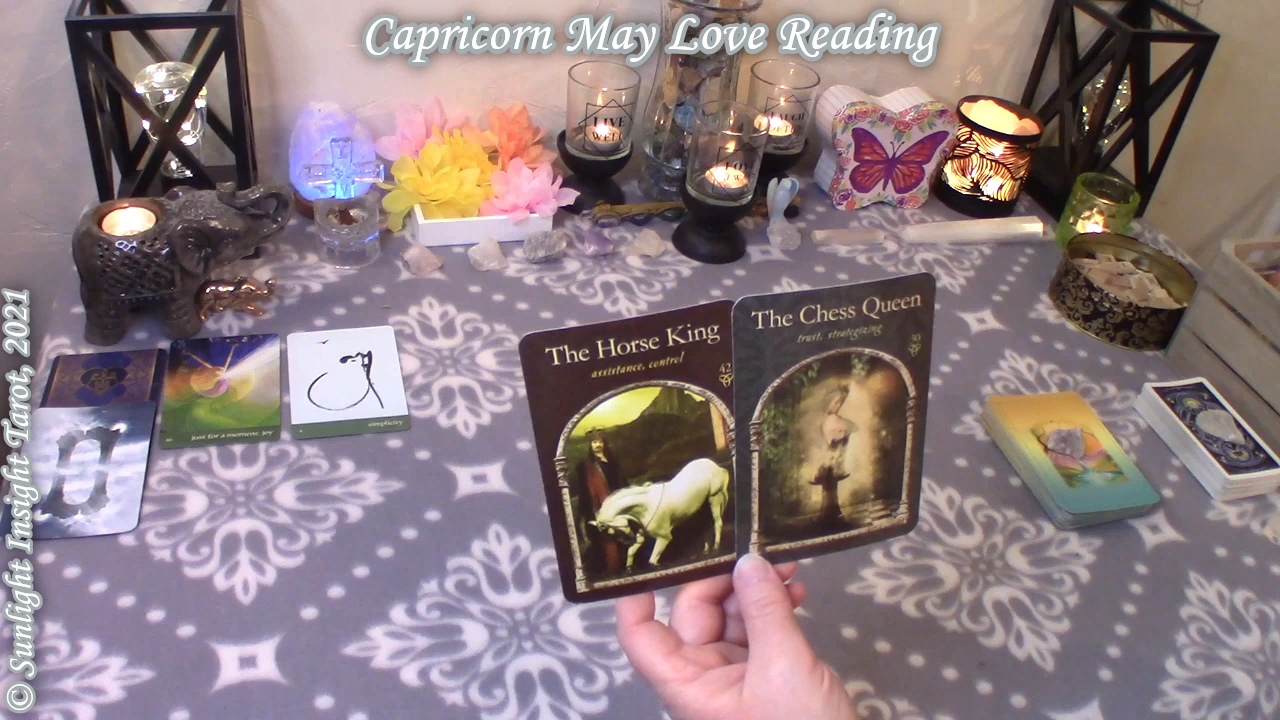 Capricorn May Love Reading
LIVE
WEEC
The Horse King
assistance, control
42
The Chess Queen
trust, strategizing
30
Just for a moment, joy
simplicity
© Sunlight Insight Tarot, 2021